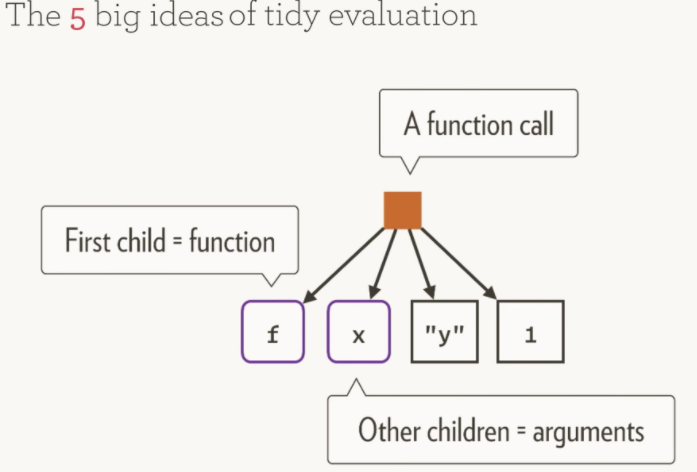 The 5 big ideas of tidy evaluation
A function call
First child = function
f
x
"y"
1
Other children = arguments